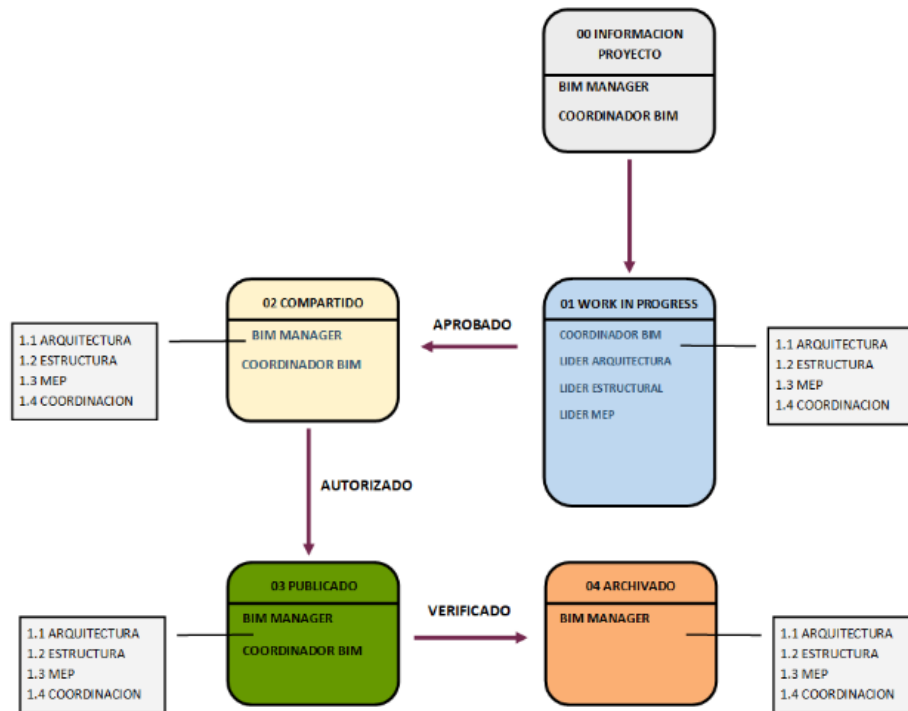 00 INFORMACION
PROYECTO
BIM MANAGER
COORDINADOR BIM
02 COMPARTIDO
BIM MANAGER
COORDINADOR BIM
1.1 ARQUITECTURA
1.2 ESTRUCTURA
1.3 MEP
1.4 COORDINACION
APROBADO
01 WORK IN PROGRESS
COORDINADOR BIM
LIDER ARQUITECTURA
LIDER ESTRUCTURAL
LIDER MEP
1.1 ARQUITECTURA
1.2 ESTRUCTURA
1.3 MEP
1.4 COORDINACION
AUTORIZADO
03 PUBLICADO
BIM MANAGER
COORDINADOR BIM
1.1 ARQUITECTURA
1.2 ESTRUCTURA
1.3 MEP
1.4 COORDINACION
VERIFICADO
04 ARCHIVADO
BIM MANAGER
1.1 ARQUITECTURA
1.2 ESTRUCTURA
1.3 MEP
1.4 COORDINACION